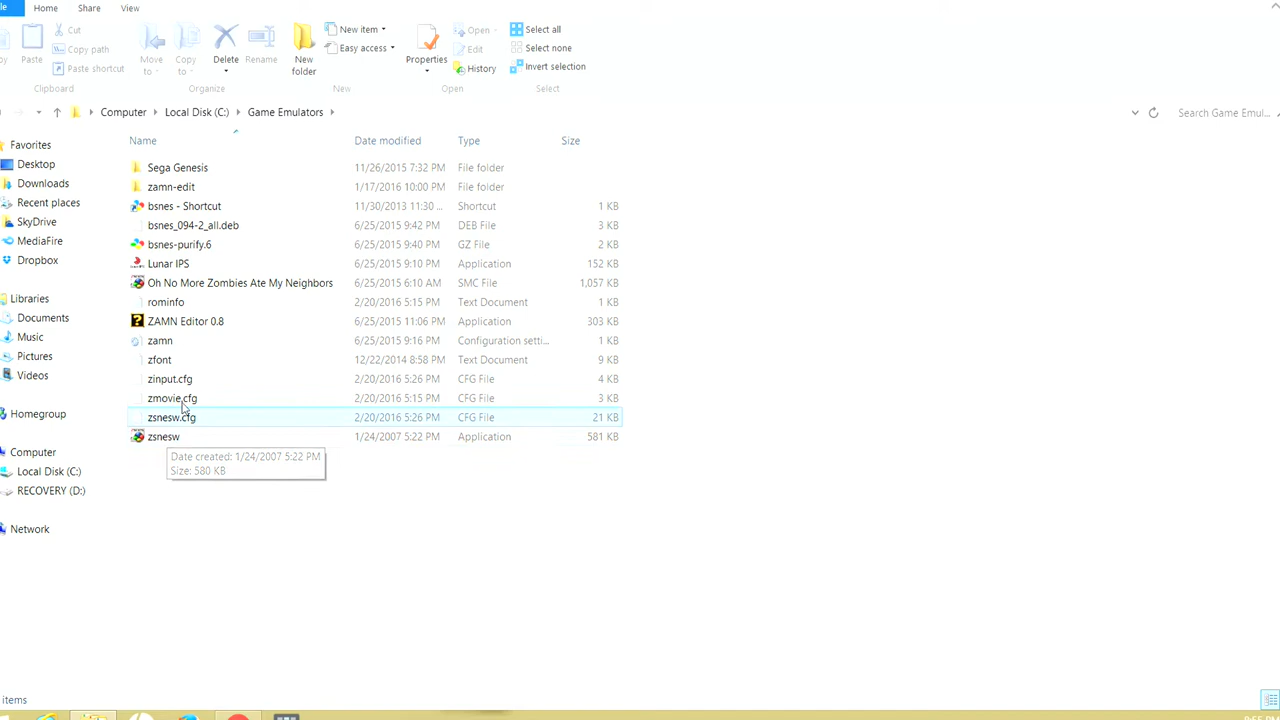 Home Share View
Cut
Copy path
Paste shortcut
Paste
Move to
Copy to
Delete
Rename
New folder
New item
Easy access
Properties
Open
Edit
History
Select all
Select none
Invert selection
Clipboard Organize New Open Select
Computer Local Disk (C:) Game Emulators
Search Game Emul...
Name Date modified Type Size
Favorites
Desktop
Downloads
Recent places
SkyDrive
MediaFire
Dropbox
Libraries
Documents
Music
Pictures
Videos
Homegroup
Computer
Local Disk (C:)
RECOVERY (D:)
Network
Sega Genesis 11/26/2015 7:32 PM File folder
zamn-edit 1/17/2016 10:00 PM File folder
bsnes - Shortcut 11/30/2013 11:30 ... Shortcut 1 KB
bsnes_094-2_all.deb 6/25/2015 9:42 PM DEB File 3 KB
bsnes-purify.6 6/25/2015 9:40 PM GZ File 2 KB
Lunar IPS 6/25/2015 9:10 PM Application 152 KB
Oh No More Zombies Ate My Neighbors 6/25/2015 6:10 AM SMC File 1,057 KB
rominfo 2/20/2016 5:15 PM Text Document 1 KB
ZAMN Editor 0.8 6/25/2015 11:06 PM Application 303 KB
zamn 6/25/2015 9:16 PM Configuration setti...
zfont 12/22/2014 8:58 PM Text Document 9 KB
zinput.cfg 2/20/2016 5:26 PM CFG File 4 KB
zmovie.cfg 2/20/2016 5:15 PM CFG File 3 KB
zsnesw.cfg 2/20/2016 5:26 PM CFG File 21 KB
zsnesw 1/24/2007 5:22 PM Application 581 KB
Date created: 1/24/2007 5:22 PM
Size: 580 KB
items